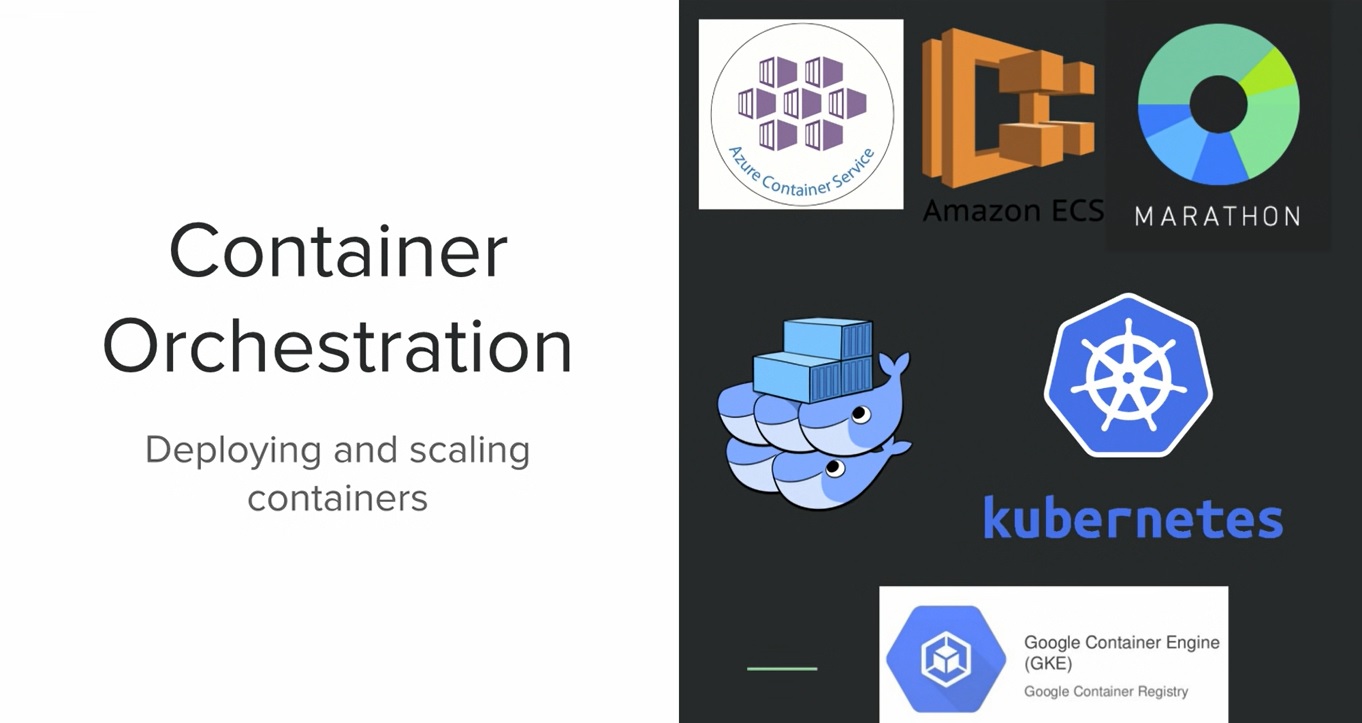 Container
Orchestration
Deploying and scaling
containers
Azure Container Service
Amazon ECS
MARATHON
kubernetes
Google Container Engine
(GKE)
Google Container Registry